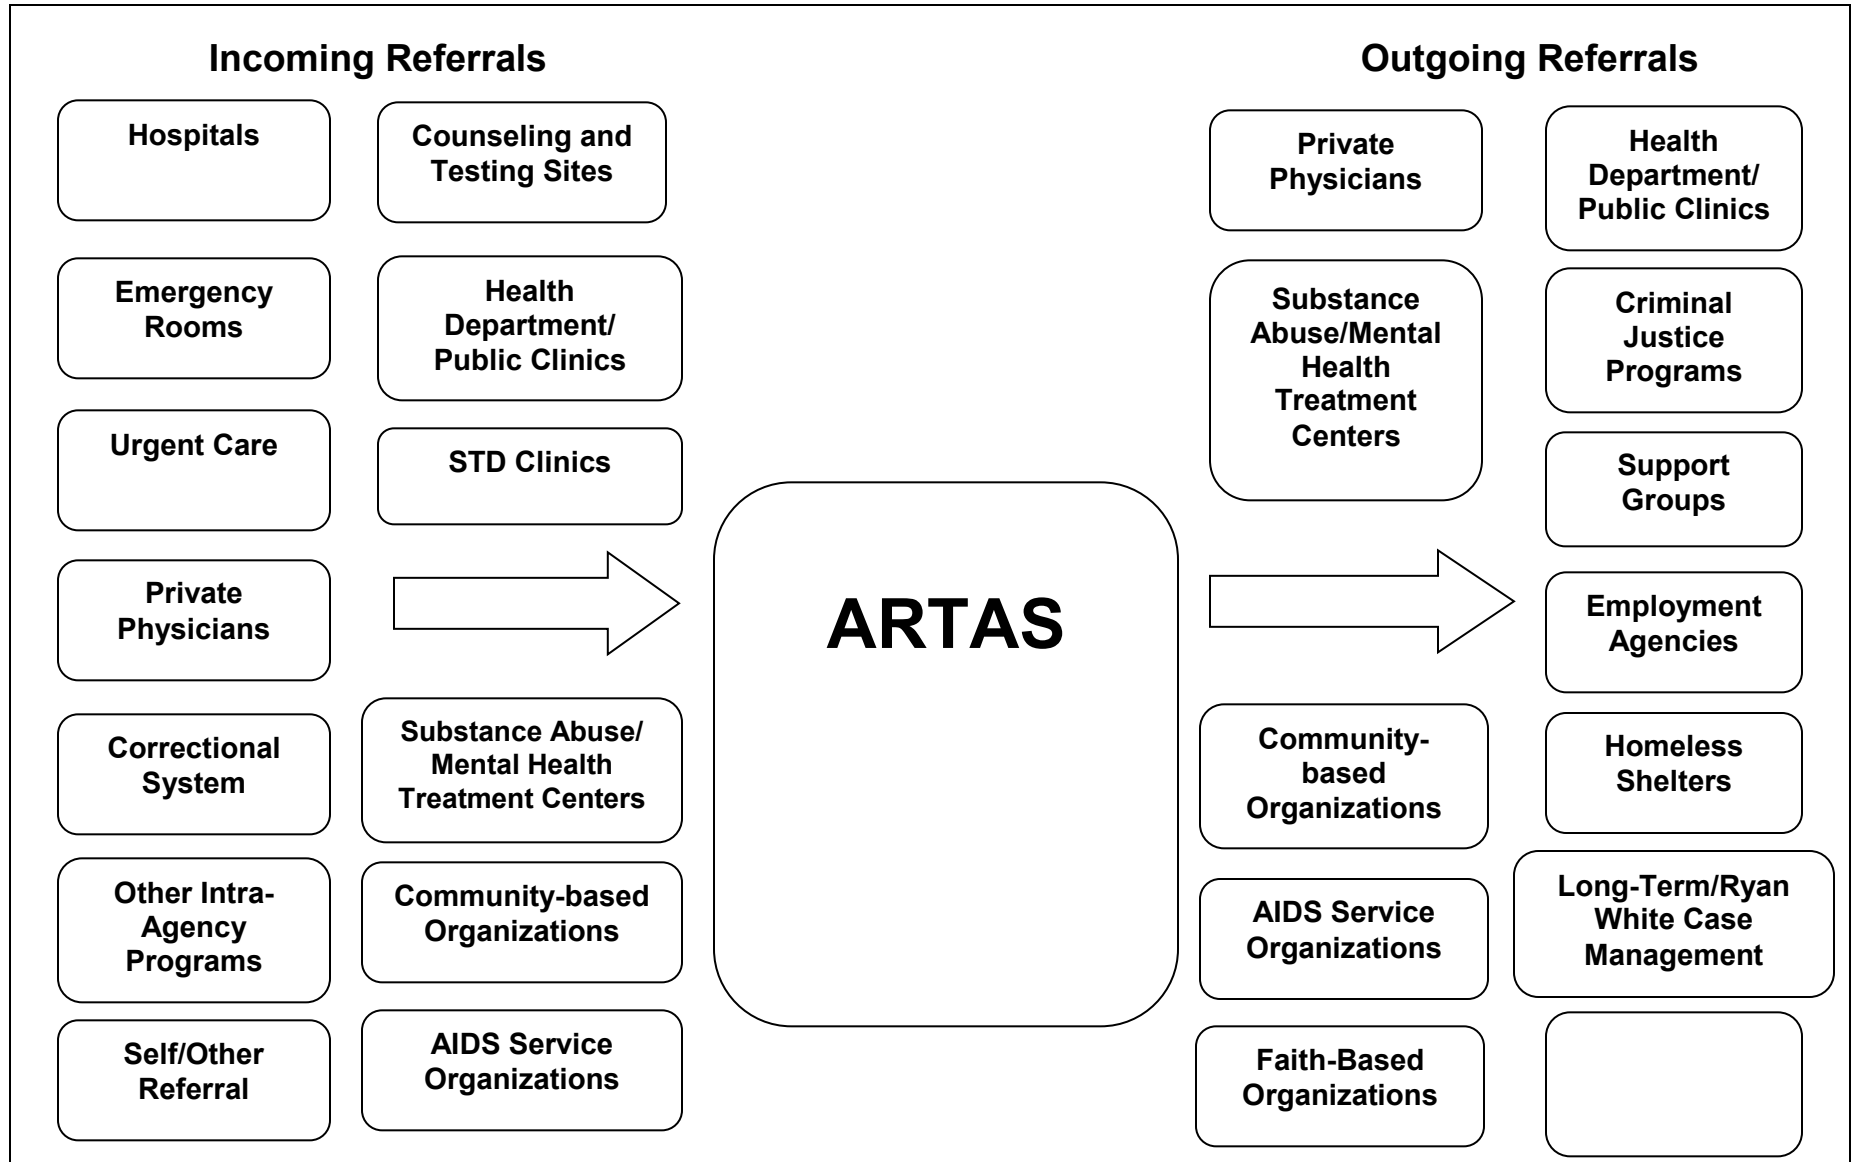 Incoming Referrals
Outgoing Referrals
Hospitals
Counseling and
Testing Sites
Emergency
Rooms
Health
Department/
Public Clinics
Urgent Care
STD Clinics
Private
Physicians
Correctional
System
Substance Abuse/
Mental Health
Treatment Centers
Other Intra-
Agency
Programs
Community-based
Organizations
Self/Other
Referral
AIDS Service
Organizations
ARTAS
Private
Physicians
Health
Department/
Public Clinics
Substance
Abuse/Mental
Health
Treatment
Centers
Criminal
Justice
Programs
Support
Groups
Employment
Agencies
Community-
based
Organizations
Homeless
Shelters
AIDS Service
Organizations
Long-Term/Ryan
White Case
Management
Faith-Based
Organizations